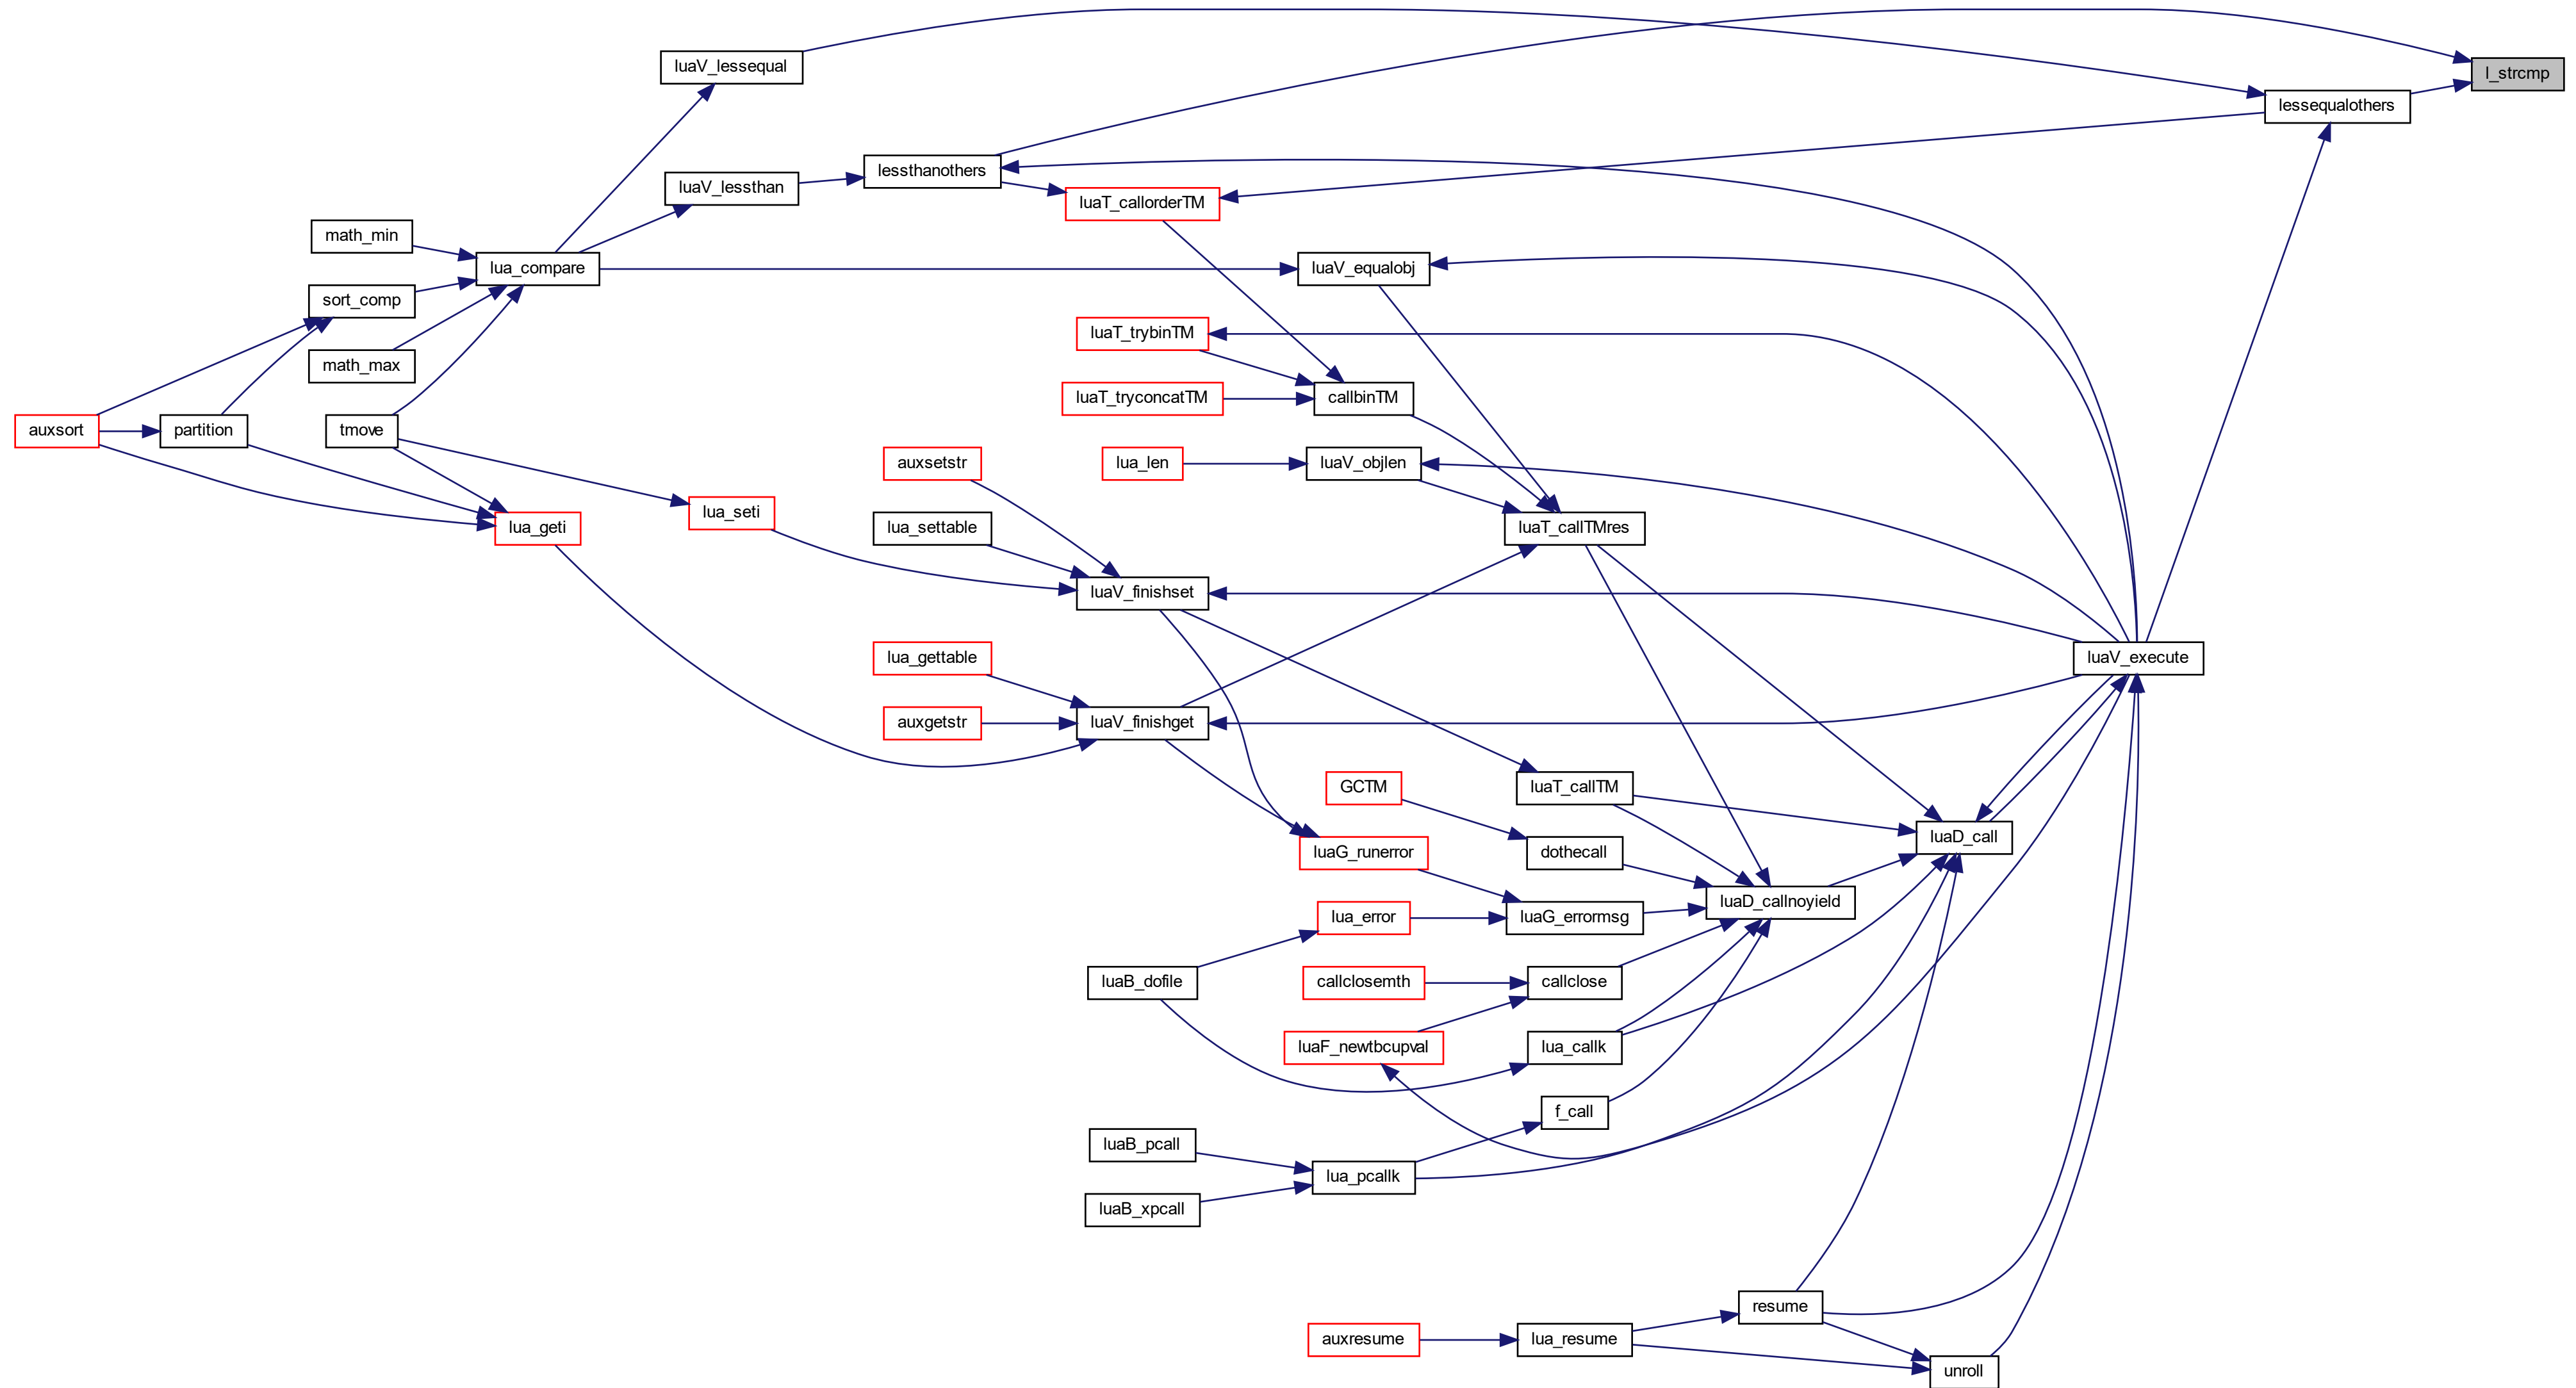 luaV_lessequal
l_strcmp
lessequalothers
lessthanothers
luaV_lessthan
luaT_callorderTM
math_min
lua_compare
luaV_equalobj
sort_comp
luaT_trybinTM
math_max
luaT_tryconcatTM
callbinTM
auxsort
partition
tmove
auxsetstr
lua_len
luaV_objlen
lua_geti
lua_seti
lua_settable
luaT_callTMres
luaV_finishset
lua_gettable
luaV_execute
auxgetstr
luaV_finishget
GCTM
luaT_callTM
luaG_runerror
dothecall
luaD_call
luaD_callnoyield
lua_error
luaG_errormsg
luaB_dofile
callclosemth
callclose
luaF_newtbcupval
lua_callk
f_call
luaB_pcall
lua_pcallk
luaB_xpcall
resume
auxresume
lua_resume
unroll